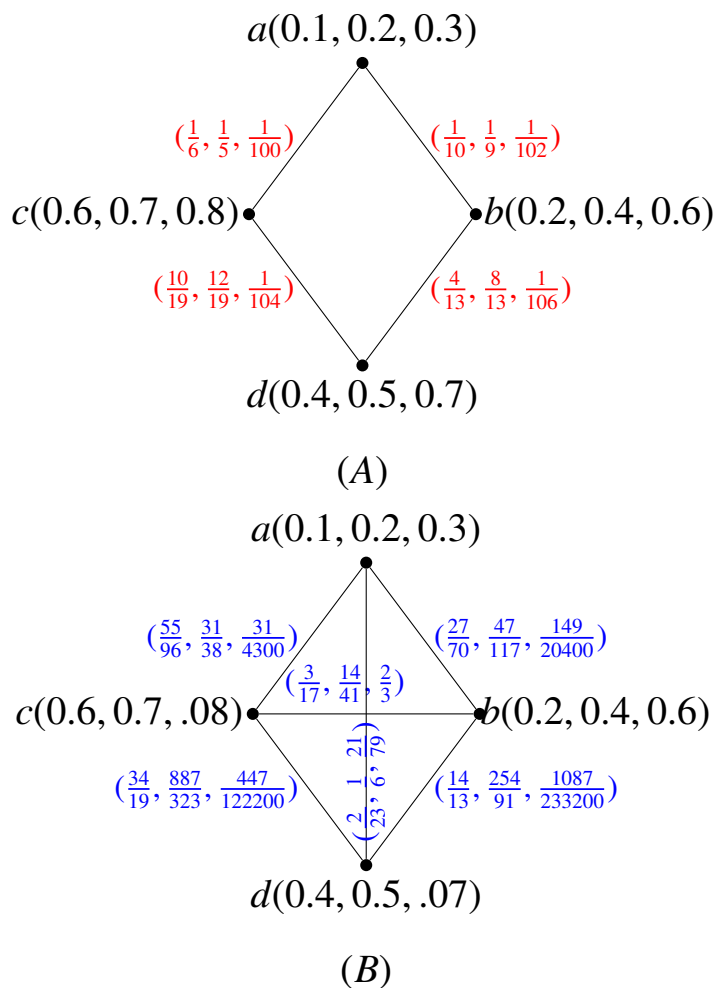 a(0.1, 0.2, 0.3)
(1/6, 1/5, 1/100) (1/10, 1/9, 1/102)
c(0.6, 0.7, 0.8) b(0.2, 0.4, 0.6)
(10/19, 12/19, 1/104) (4/13, 8/13, 1/106)
d(0.4, 0.5, 0.7)
(A)
a(0.1, 0.2, 0.3)
(55/96, 31/38, 31/4300) (27/70, 47/117, 149/20400)
(3/17, 14/41, 2/3)
c(0.6, 0.7, .08) b(0.2, 0.4, 0.6)
(2/23, 1/6, 21/79)
(34/19, 887/323, 447/122200) (14/13, 254/91, 1087/233200)
d(0.4, 0.5, .07)
(B)